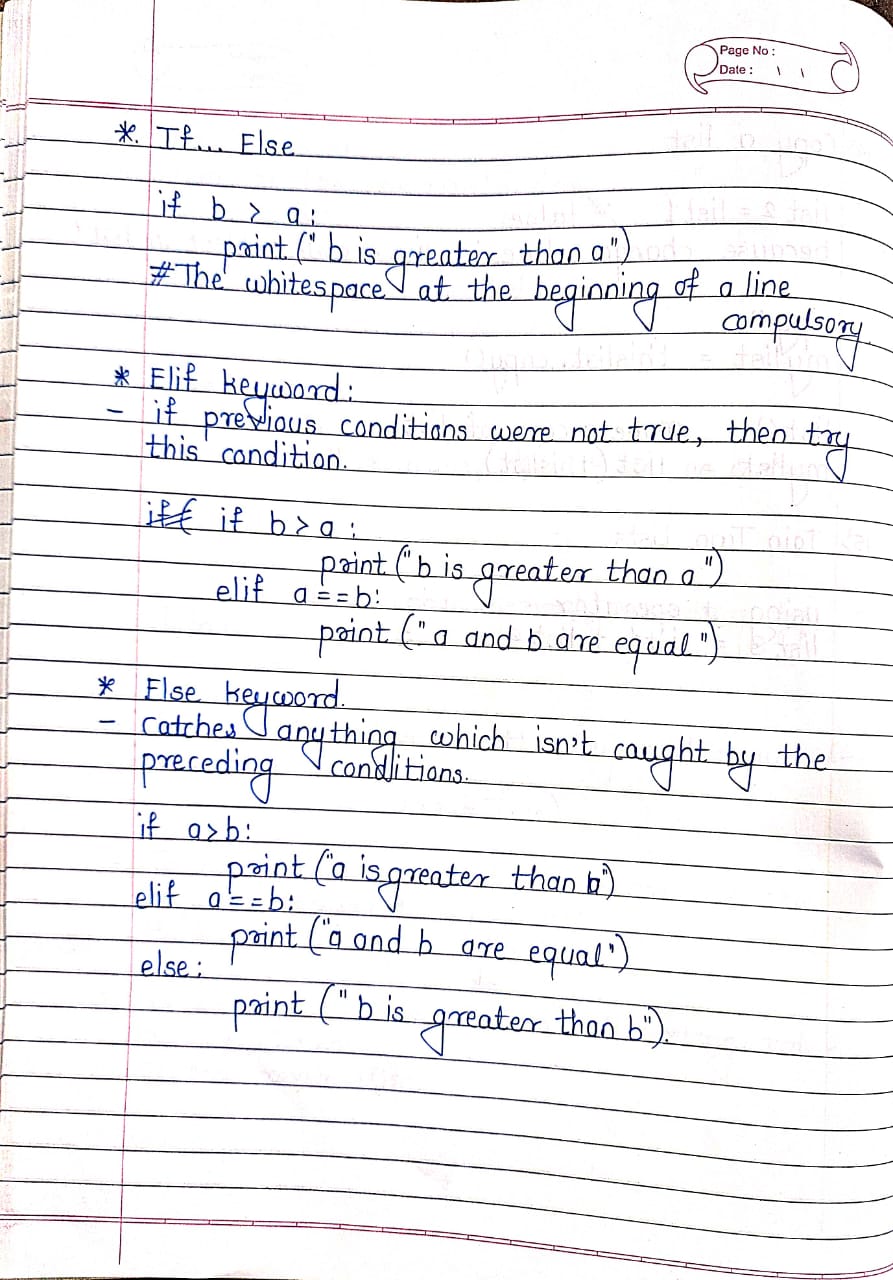 Page No :
Date :
*. If... Else
if b > a:
print (" b is greater than a")
# The whitespace at the beginning of a line
compulsory
* Elif keyword:
- if previous conditions were not true, then try
this condition.
if b>a :
print ("b is greater than a")
elif a==b:
print (" a and b are equal")
* Else keyword.
- catches anything which isn't caught by the
preceding conditions.
if a>b:
print ("a is greater than b")
elif a==b:
print ("a and b are equal")
else:
print (" b is greater than b").